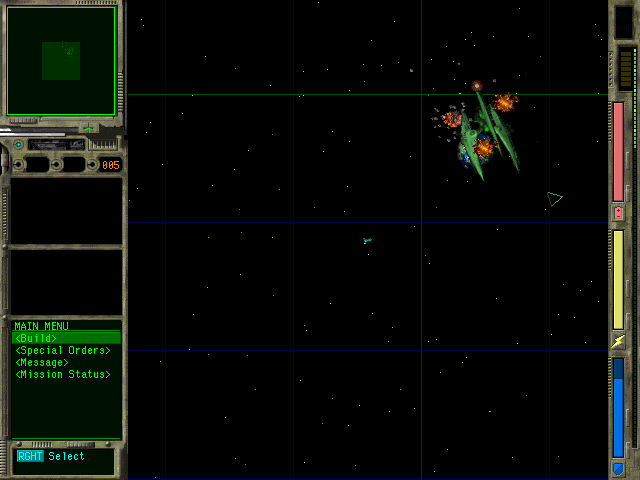 005
MAIN MENU
<Build>
<Special Orders>
<Message>
<Mission Status>
RGHT Select